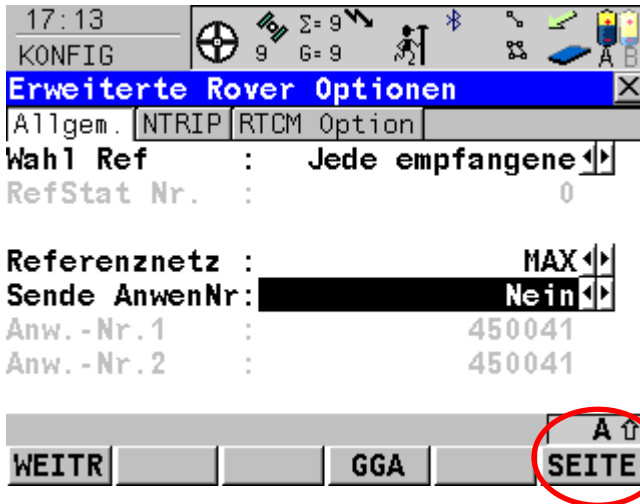 17:13
KONFIG
9
Σ= 9
G= 9
A B
Erweiterte Rover Optionen
Allgem. NTRIP RTCM Option
Wahl Ref : Jede empfangene
RefStat Nr. : 0
Referenznetz : MAX
Sende AnwenNr: Nein
Anw.-Nr.1 : 450041
Anw.-Nr.2 : 450041
A
WEITR GGA SEITE